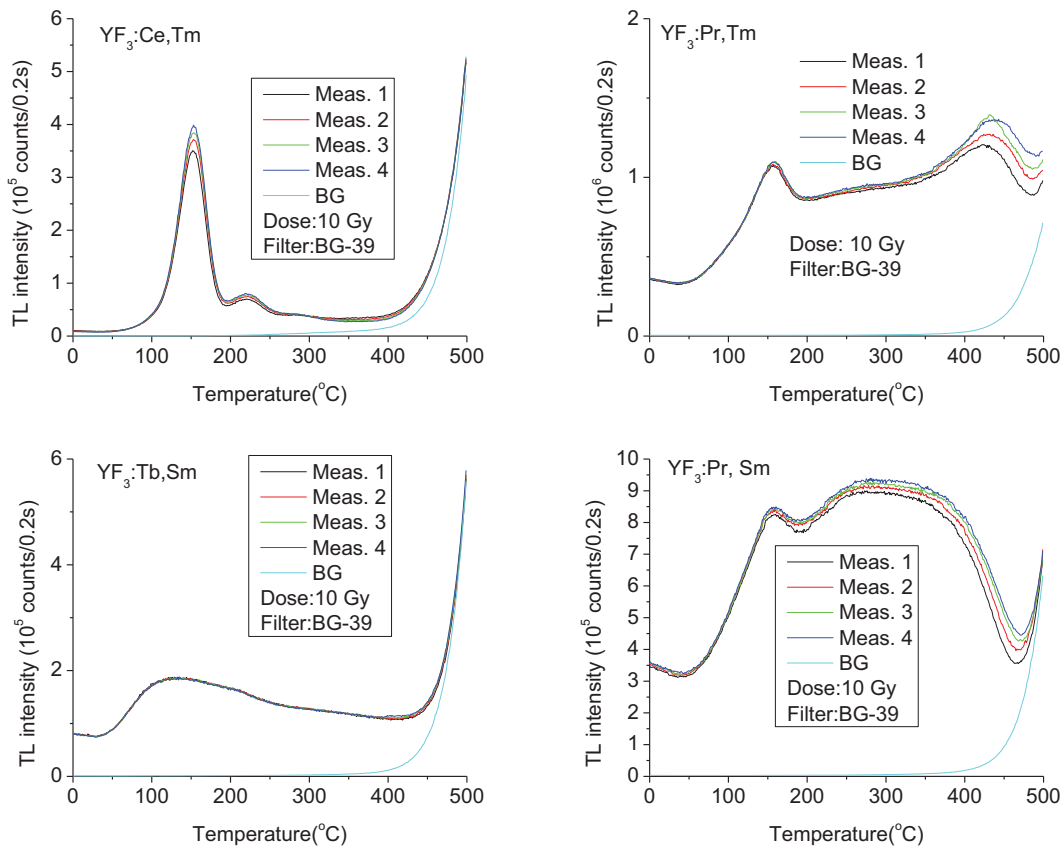 YF3:Ce,Tm
6
5
4
3
2
1
0
TL intensity (10^5 counts/0.2s)
Meas. 1
Meas. 2
Meas. 3
Meas. 4
BG
Dose:10 Gy
Filter:BG-39
0 100 200 300 400 500
Temperature(°C)
YF3:Pr,Tm
2
1
0
TL intensity (10^6 counts/0.2s)
Meas. 1
Meas. 2
Meas. 3
Meas. 4
BG
Dose: 10 Gy
Filter:BG-39
0 100 200 300 400 500
Temperature(°C)
YF3:Tb,Sm
6
4
2
0
TL intensity (10^5 counts/0.2s)
Meas. 1
Meas. 2
Meas. 3
Meas. 4
BG
Dose:10 Gy
Filter:BG-39
0 100 200 300 400 500
Temperature(°C)
YF3:Pr, Sm
10
9
8
7
6
5
4
3
2
1
0
TL intensity (10^5 counts/0.2s)
Meas. 1
Meas. 2
Meas. 3
Meas. 4
BG
Dose:10 Gy
Filter:BG-39
0 100 200 300 400 500
Temperature(°C)